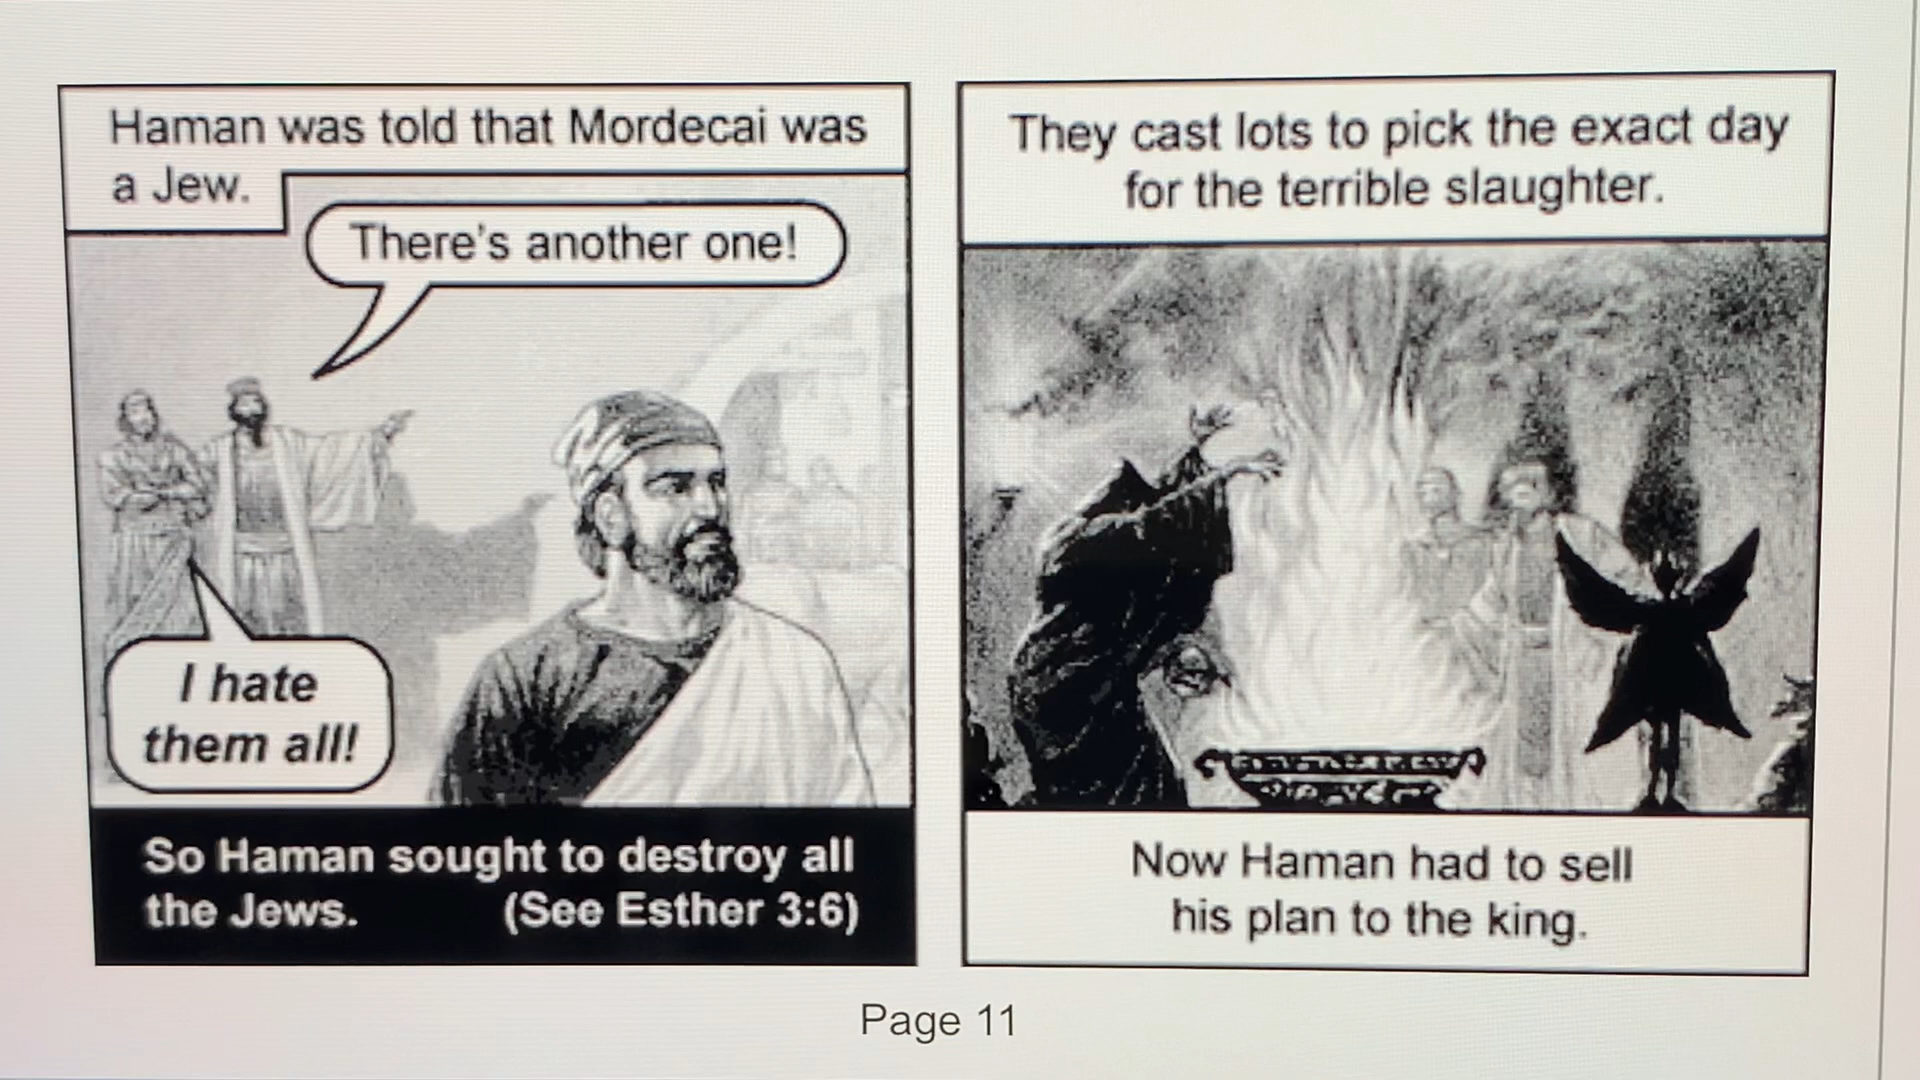 Haman was told that Mordecai was
a Jew.
There's another one!
I hate
them all!
So Haman sought to destroy all
the Jews. (See Esther 3:6)
They cast lots to pick the exact day
for the terrible slaughter.
Now Haman had to sell
his plan to the king.
Page 11